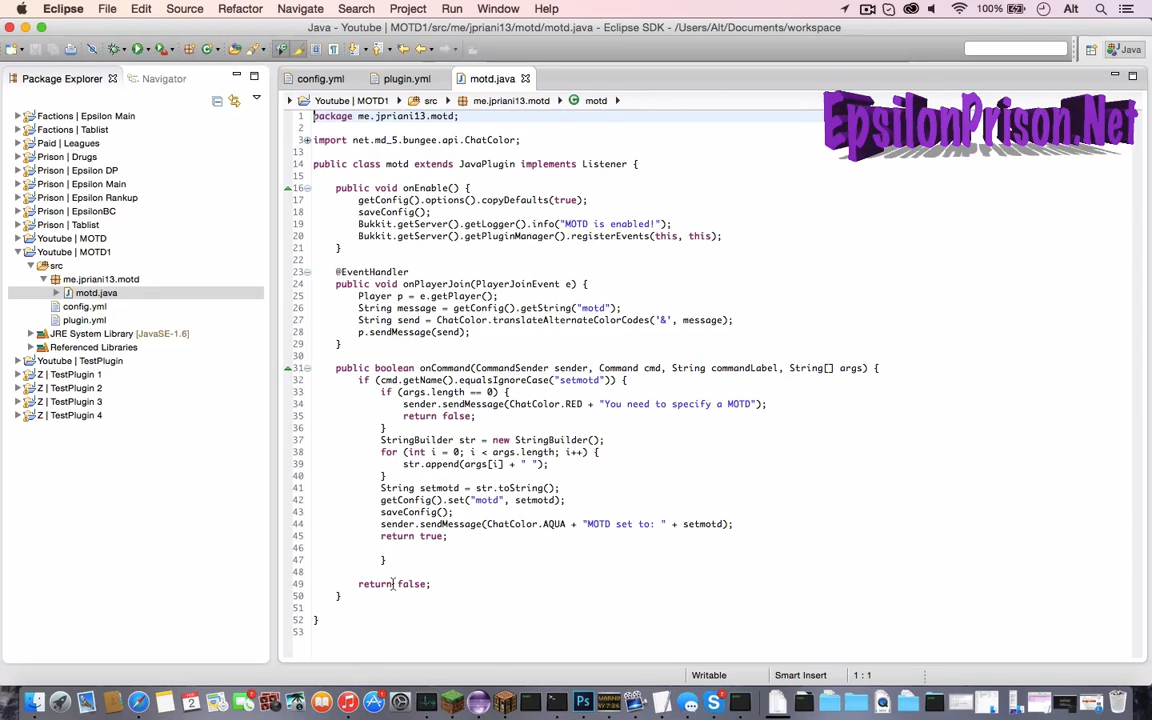 Eclipse File Edit Source Refactor Navigate Search Project Run Window Help 100% Alt
Java - Youtube | MOTD1/src/me/jpriani13/motd/motd.java - Eclipse SDK - /Users/Alt/Documents/workspace
Java
Package Explorer Navigator
config.yml plugin.yml motd.java
Youtube | MOTD1 src me.jpriani13.motd motd
EpsilonPrison.Net
Factions | Epsilon Main
Factions | Tablist
Paid | Leagues
Prison | Drugs
Prison | Epsilon DP
Prison | Epsilon Main
Prison | Epsilon Rankup
Prison | EpsilonBC
Prison | Tablist
Youtube | MOTD
Youtube | MOTD1
src
me.jpriani13.motd
motd.java
config.yml
plugin.yml
JRE System Library [JavaSE-1.6]
Referenced Libraries
Youtube | TestPlugin
Z | TestPlugin 1
Z | TestPlugin 2
Z | TestPlugin 3
Z | TestPlugin 4
1 package me.jpriani13.motd;
2
3 import net.md_5.bungee.api.ChatColor;
13
14 public class motd extends JavaPlugin implements Listener {
15
16 public void onEnable() {
17 getConfig().options().copyDefaults(true);
18 saveConfig();
19 Bukkit.getServer().getLogger().info("MOTD is enabled!");
20 Bukkit.getServer().getPluginManager().registerEvents(this, this);
21 }
22
23 @EventHandler
24 public void onPlayerJoin(PlayerJoinEvent e) {
25 Player p = e.getPlayer();
26 String message = getConfig().getString("motd");
27 String send = ChatColor.translateAlternateColorCodes('&', message);
28 p.sendMessage(send);
29 }
30
31 public boolean onCommand(CommandSender sender, Command cmd, String commandLabel, String[] args) {
32 if (cmd.getName().equalsIgnoreCase("setmotd")) {
33 if (args.length == 0) {
34 sender.sendMessage(ChatColor.RED + "You need to specify a MOTD");
35 return false;
36 }
37 StringBuilder str = new StringBuilder();
38 for (int i = 0; i < args.length; i++) {
39 str.append(args[i] + " ");
40 }
41 String setmotd = str.toString();
42 getConfig().set("motd", setmotd);
43 saveConfig();
44 sender.sendMessage(ChatColor.AQUA + "MOTD set to: " + setmotd);
45 return true;
46
47 }
48
49 return false;
50 }
51
52 }
53
Writable Smart Insert 1 : 1